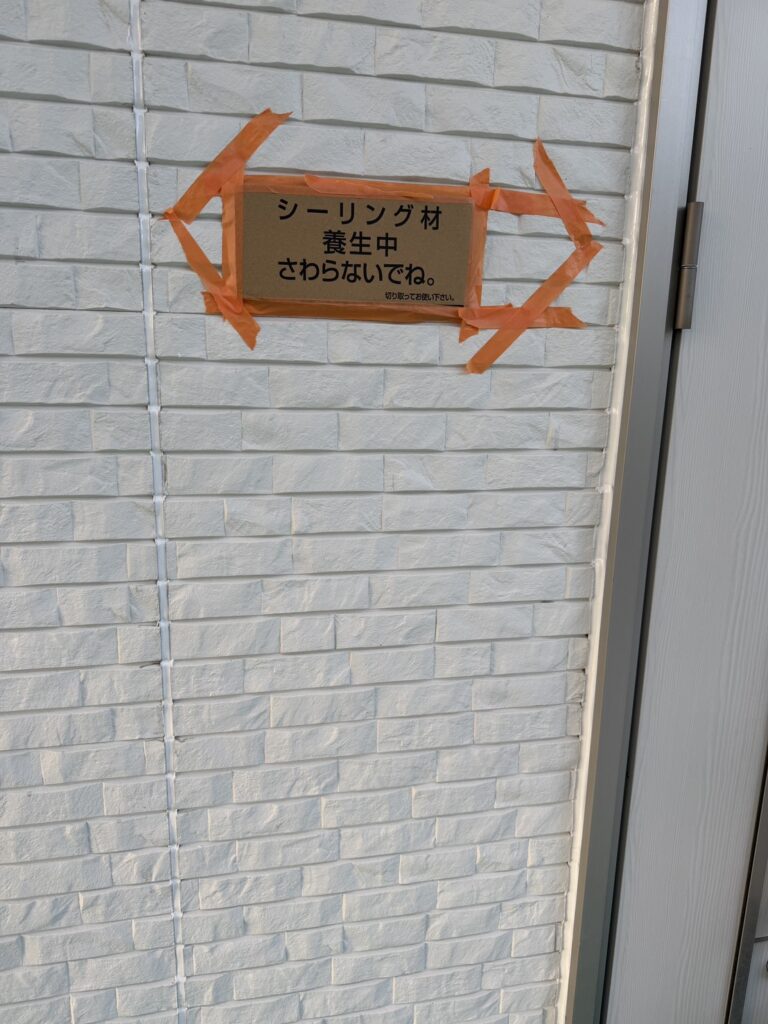 シーリング材
養生中
さわらないでね。
切り取ってお使い下さい。